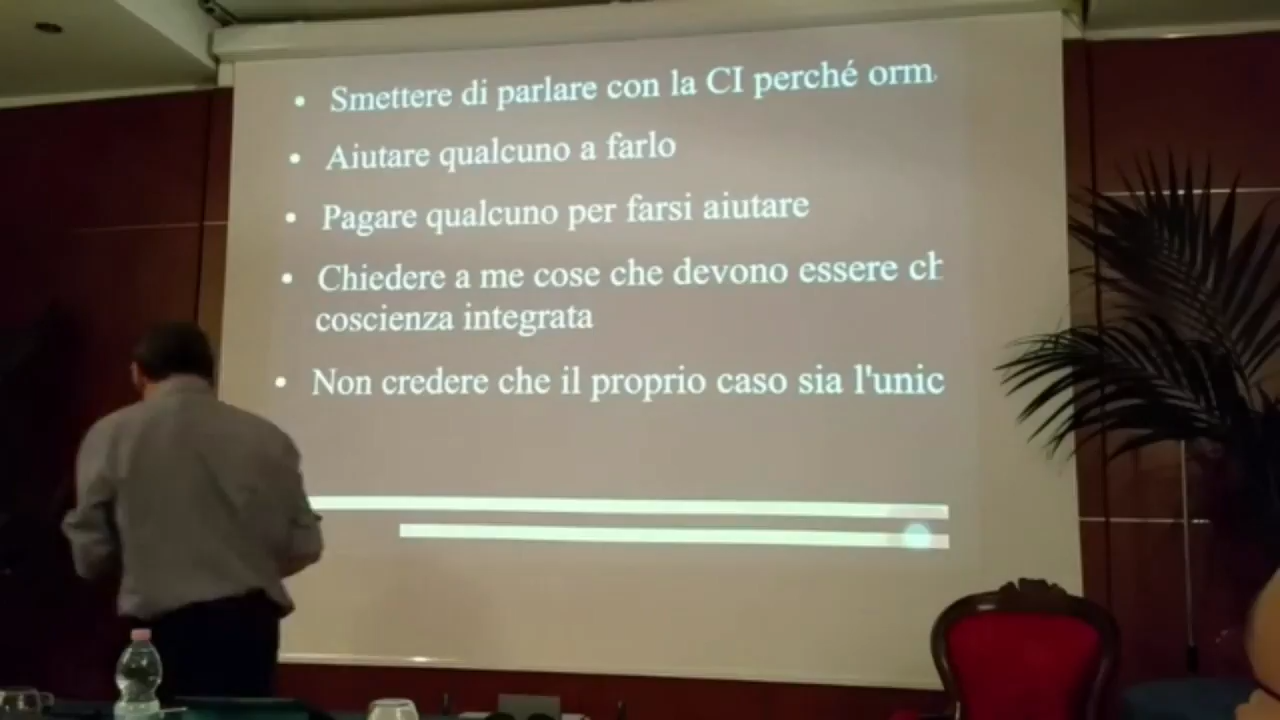 • Smettere di parlare con la CI perché orm
• Aiutare qualcuno a farlo
• Pagare qualcuno per farsi aiutare
• Chiedere a me cose che devono essere ch
coscienza integrata
• Non credere che il proprio caso sia l'unic